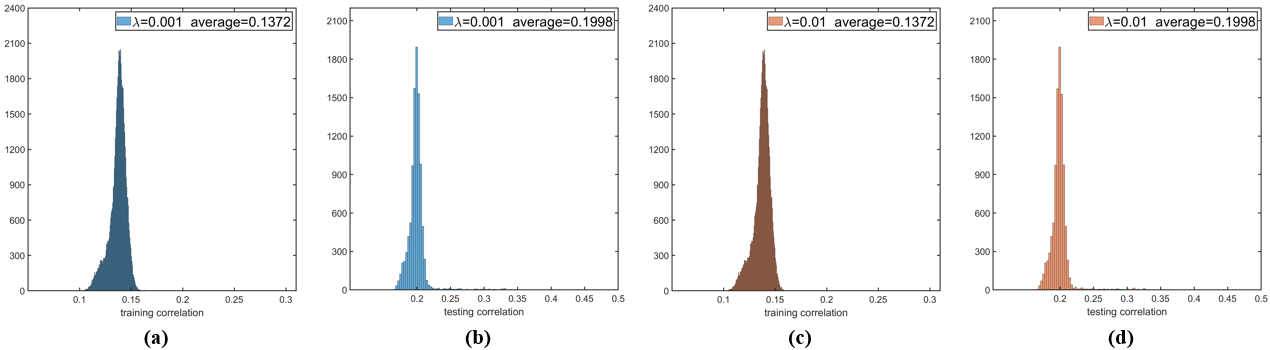 λ=0.001 average=0.1372
2400
2100
1800
1500
1200
900
600
300
0
0.1 0.15 0.2 0.25 0.3
training correlation
(a)
λ=0.001 average=0.1998
2100
1800
1500
1200
900
600
300
0
0.2 0.25 0.3 0.35 0.4 0.45 0.5
testing correlation
(b)
λ=0.01 average=0.1372
2400
2100
1800
1500
1200
900
600
300
0
0.1 0.15 0.2 0.25 0.3
training correlation
(c)
λ=0.01 average=0.1998
2100
1800
1500
1200
900
600
300
0
0.2 0.25 0.3 0.35 0.4 0.45 0.5
testing correlation
(d)